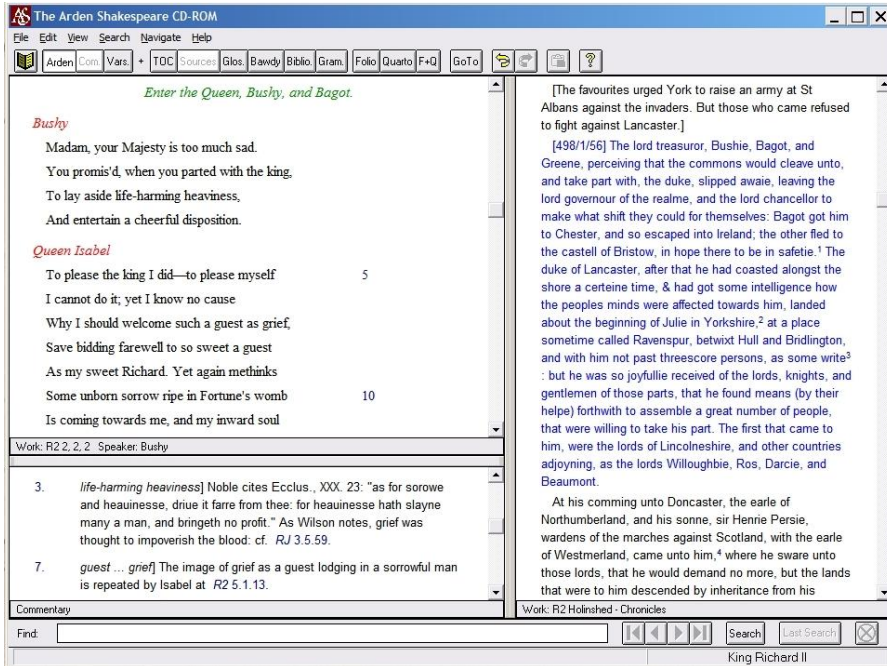 The Arden Shakespeare CD-ROM
File Edit View Search Navigate Help
Arden Com. Vars. + TOC Sources Glos. Bawdy Biblio. Gram. Folio Quarto F+Q GoTo
Enter the Queen, Bushy, and Bagot.
Bushy
Madam, your Majesty is too much sad.
You promis'd, when you parted with the king,
To lay aside life-harming heaviness,
And entertain a cheerful disposition.
Queen Isabel
To please the king I did—to please myself 5
I cannot do it; yet I know no cause
Why I should welcome such a guest as grief,
Save bidding farewell to so sweet a guest
As my sweet Richard. Yet again methinks
Some unborn sorrow ripe in Fortune's womb 10
Is coming towards me, and my inward soul
Work: R2 2, 2, 2 Speaker: Bushy
3. life-harming heaviness] Noble cites Ecclus., XXX. 23: "as for sorowe
and heauinesse, driue it farre from thee: for heauinesse hath slayne
many a man, and bringeth no profit." As Wilson notes, grief was
thought to impoverish the blood: cf. RJ 3.5.59.
7. guest ... grief] The image of grief as a guest lodging in a sorrowful man
is repeated by Isabel at R2 5.1.13.
Commentary
[The favourites urged York to raise an army at St
Albans against the invaders. But those who came refused
to fight against Lancaster.]
[498/1/56] The lord treasuror, Bushie, Bagot, and
Greene, perceiving that the commons would cleave unto,
and take part with, the duke, slipped awaie, leaving the
lord governour of the realme, and the lord chancellor to
make what shift they could for themselves: Bagot got him
to Chester, and so escaped into Ireland; the other fled to
the castell of Bristow, in hope there to be in safetie.1 The
duke of Lancaster, after that he had coasted alongst the
shore a certeine time, & had got some intelligence how
the peoples minds were affected towards him, landed
about the beginning of Julie in Yorkshire,2 at a place
sometime called Ravenspur, betwixt Hull and Bridlington,
and with him not past threescore persons, as some write3
: but he was so joyfullie received of the lords, knights, and
gentlemen of those parts, that he found means (by their
helpe) forthwith to assemble a great number of people,
that were willing to take his part. The first that came to
him, were the lords of Lincolneshire, and other countries
adjoyning, as the lords Willoughbie, Ros, Darcie, and
Beaumont.
At his comming unto Doncaster, the earle of
Northumberland, and his sonne, sir Henrie Persie,
wardens of the marches against Scotland, with the earle
of Westmerland, came unto him,4 where he sware unto
those lords, that he would demand no more, but the lands
that were to him descended by inheritance from his
Work: R2 Holinshed - Chronicles
Find: Search Last Search
King Richard II